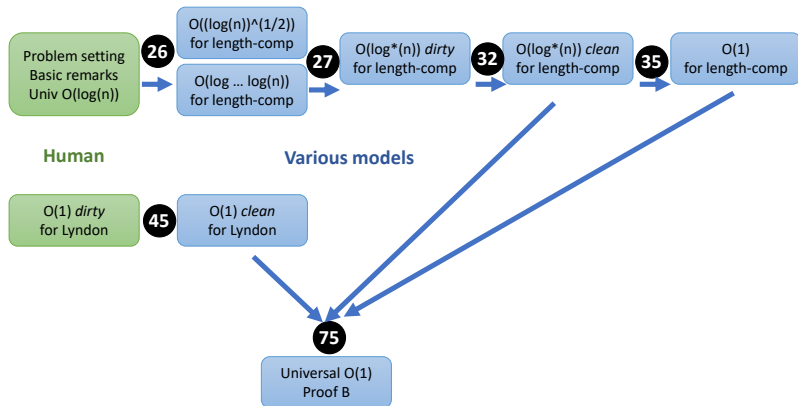 Problem setting
Basic remarks
Univ O(log(n))
26
O((log(n))^(1/2))
for length-comp
O(log ... log(n))
for length-comp
27
O(log*(n)) dirty
for length-comp
32
O(log*(n)) clean
for length-comp
35
O(1)
for length-comp
Human
Various models
O(1) dirty
for Lyndon
45
O(1) clean
for Lyndon
75
Universal O(1)
Proof B